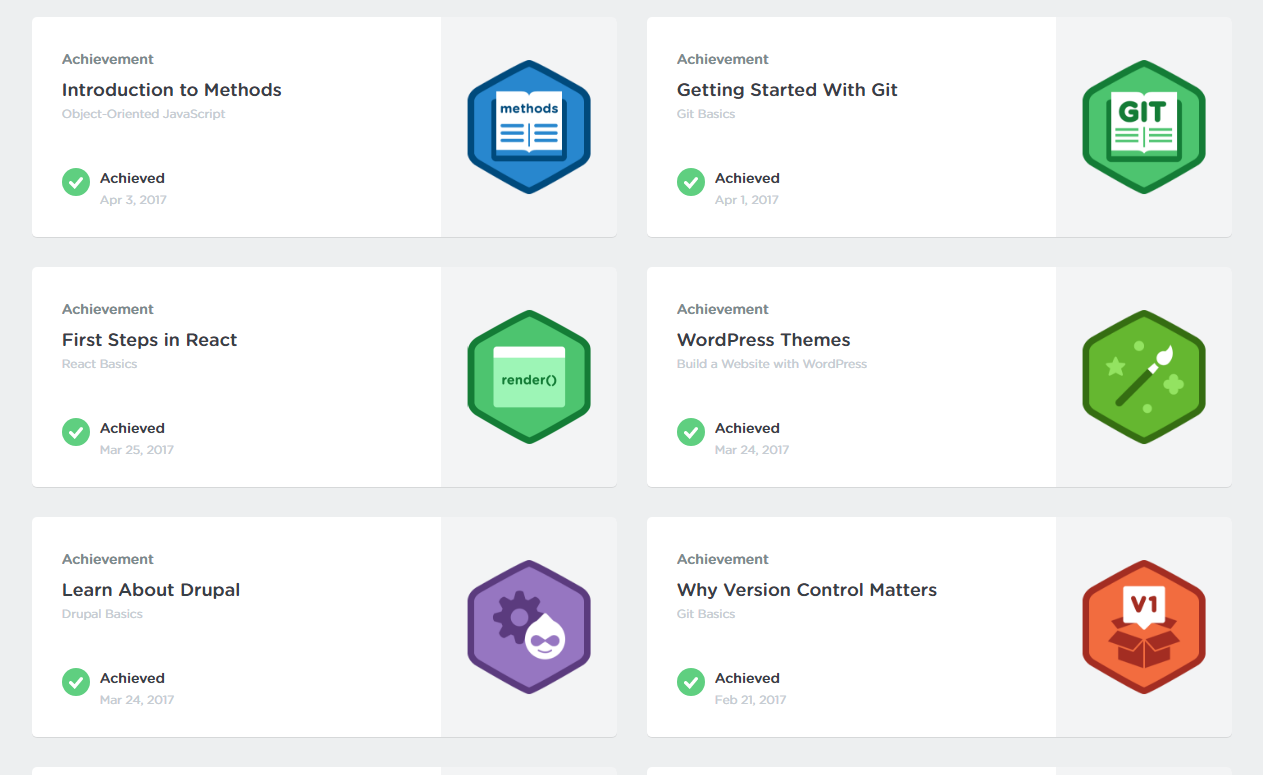 Achievement
Introduction to Methods
Object-Oriented JavaScript
Achieved
Apr 3, 2017
methods
Achievement
Getting Started With Git
Git Basics
Achieved
Apr 1, 2017
GIT
Achievement
First Steps in React
React Basics
Achieved
Mar 25, 2017
render()
Achievement
WordPress Themes
Build a Website with WordPress
Achieved
Mar 24, 2017
Achievement
Learn About Drupal
Drupal Basics
Achieved
Mar 24, 2017
Achievement
Why Version Control Matters
Git Basics
Achieved
Feb 21, 2017
V1